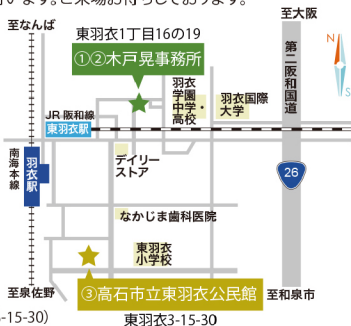 います。ご来場お待ちしております。
至なんば
至大阪
東羽衣1丁目16の19
①②木戸晃事務所
N
S
第二阪和国道
羽衣
学園
中学・
高校
羽衣国際
大学
JR 阪和線
東羽衣駅
南海本線
羽衣駅
デイリー
ストア
26
なかじま歯科医院
東羽衣
小学校
③高石市立東羽衣公民館
至泉佐野
至和泉市
-15-30)
東羽衣3-15-30